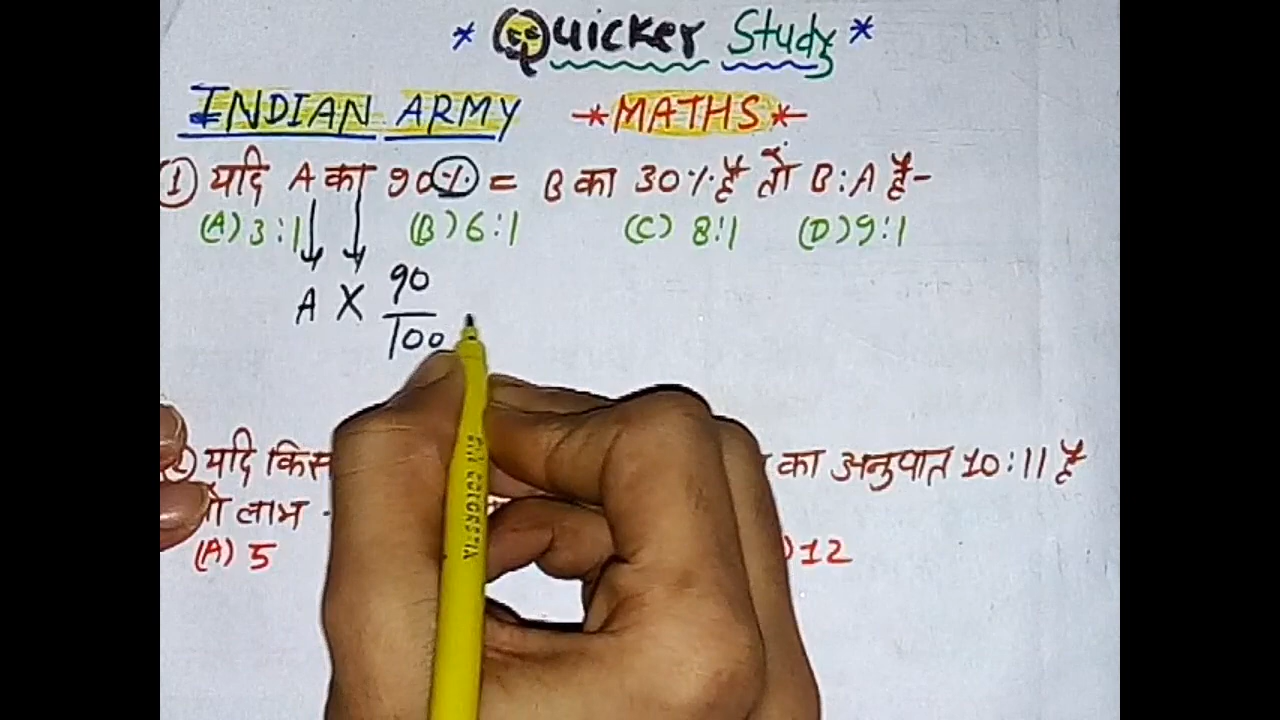 * Quicker Study *
INDIAN ARMY *MATHS*
① यदि A का 90% = B का 30% है तो B:A है-
(A) 3:1 (B) 6:1 (C) 8:1 (D) 9:1
A X 90/100
यदि किस का अनुपात 10:11 है
लाभ -
(A) 5 12